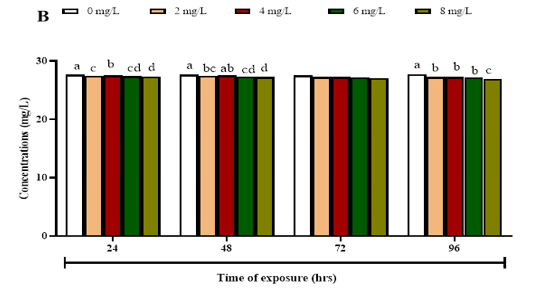 B
0 mg/L 2 mg/L 4 mg/L 6 mg/L 8 mg/L
30
20
10
0
Concentrations (mg/L)
a c b cd d
a bc ab cd d
a b b b c
24 48 72 96
Time of exposure (hrs)